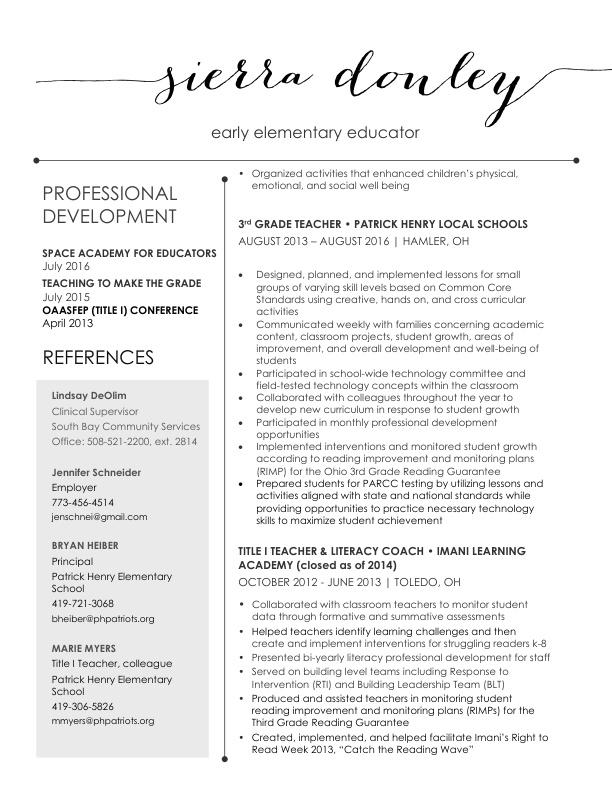 sierra donley
early elementary educator
PROFESSIONAL
DEVELOPMENT
SPACE ACADEMY FOR EDUCATORS
July 2016
TEACHING TO MAKE THE GRADE
July 2015
OAASFEP (TITLE I) CONFERENCE
April 2013
REFERENCES
Lindsay DeOlim
Clinical Supervisor
South Bay Community Services
Office: 508-521-2200, ext. 2814
Jennifer Schneider
Employer
773-456-4514
jenschnei@gmail.com
BRYAN HEIBER
Principal
Patrick Henry Elementary
School
419-721-3068
bheiber@phpatriots.org
MARIE MYERS
Title I Teacher, colleague
Patrick Henry Elementary
School
419-306-5826
mmyers@phpatriots.org
• Organized activities that enhanced children's physical,
emotional, and social well being
3rd GRADE TEACHER • PATRICK HENRY LOCAL SCHOOLS
AUGUST 2013 – AUGUST 2016 | HAMLER, OH
• Designed, planned, and implemented lessons for small
groups of varying skill levels based on Common Core
Standards using creative, hands on, and cross curricular
activities
• Communicated weekly with families concerning academic
content, classroom projects, student growth, areas of
improvement, and overall development and well-being of
students
• Participated in school-wide technology committee and
field-tested technology concepts within the classroom
• Collaborated with colleagues throughout the year to
develop new curriculum in response to student growth
• Participated in monthly professional development
opportunities
• Implemented interventions and monitored student growth
according to reading improvement and monitoring plans
(RIMP) for the Ohio 3rd Grade Reading Guarantee
• Prepared students for PARCC testing by utilizing lessons and
activities aligned with state and national standards while
providing opportunities to practice necessary technology
skills to maximize student achievement
TITLE I TEACHER & LITERACY COACH • IMANI LEARNING
ACADEMY (closed as of 2014)
OCTOBER 2012 - JUNE 2013 | TOLEDO, OH
• Collaborated with classroom teachers to monitor student
data through formative and summative assessments
• Helped teachers identify learning challenges and then
create and implement interventions for struggling readers k-8
• Presented bi-yearly literacy professional development for staff
• Served on building level teams including Response to
Intervention (RTI) and Building Leadership Team (BLT)
• Produced and assisted teachers in monitoring student
reading improvement and monitoring plans (RIMPs) for the
Third Grade Reading Guarantee
• Created, implemented, and helped facilitate Imani's Right to
Read Week 2013, "Catch the Reading Wave"